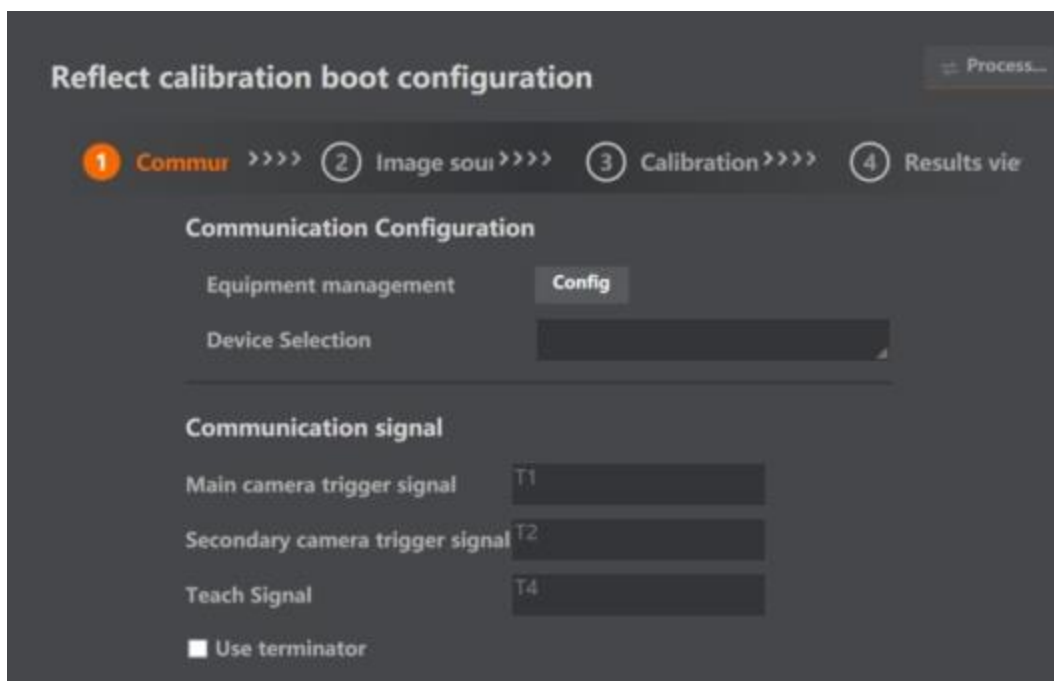 Reflect calibration boot configuration
Process...
1 Commur >>>> 2 Image sour >>>> 3 Calibration >>>> 4 Results vie
Communication Configuration
Equipment management Config
Device Selection
Communication signal
Main camera trigger signal T1
Secondary camera trigger signal T2
Teach Signal T4
Use terminator